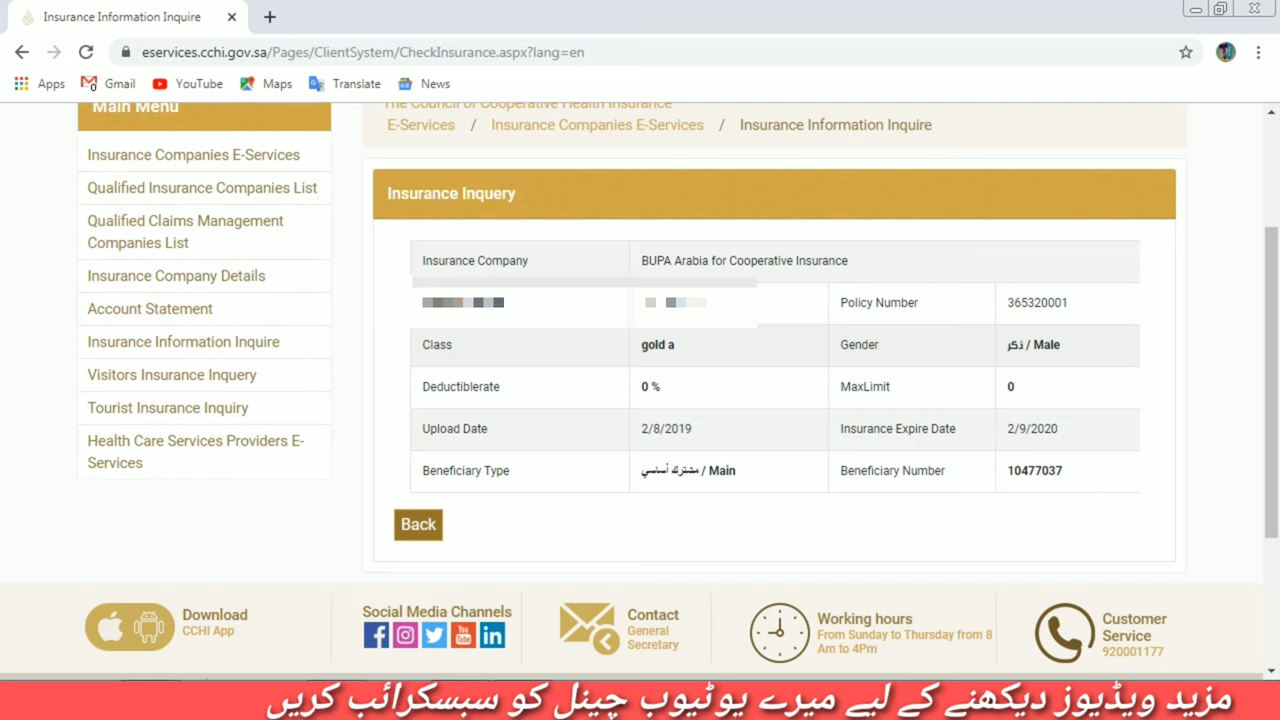 Insurance Information Inquire
eservices.cchi.gov.sa/Pages/ClientSystem/CheckInsurance.aspx?lang=en
Apps Gmail YouTube Maps Translate News
Main Menu
Insurance Companies E-Services
Qualified Insurance Companies List
Qualified Claims Management
Companies List
Insurance Company Details
Account Statement
Insurance Information Inquire
Visitors Insurance Inquery
Tourist Insurance Inquiry
Health Care Services Providers E-
Services
The Council of Cooperative Health Insurance
E-Services / Insurance Companies E-Services / Insurance Information Inquire
Insurance Inquery
Insurance Company BUPA Arabia for Cooperative Insurance
Policy Number 365320001
Class gold a Gender ذكر / Male
Deductiblerate 0 % MaxLimit 0
Upload Date 2/8/2019 Insurance Expire Date 2/9/2020
Beneficiary Type مشترك أساسي / Main Beneficiary Number 10477037
Back
Download
CCHI App
Social Media Channels
You
Tube
Contact
General
Secretary
Working hours
From Sunday to Thursday from 8
Am to 4Pm
Customer
Service
920001177
مزید ویڈیوز دیکھنے کے لیے میرے یوٹیوب چینل کو سبسکرائب کریں